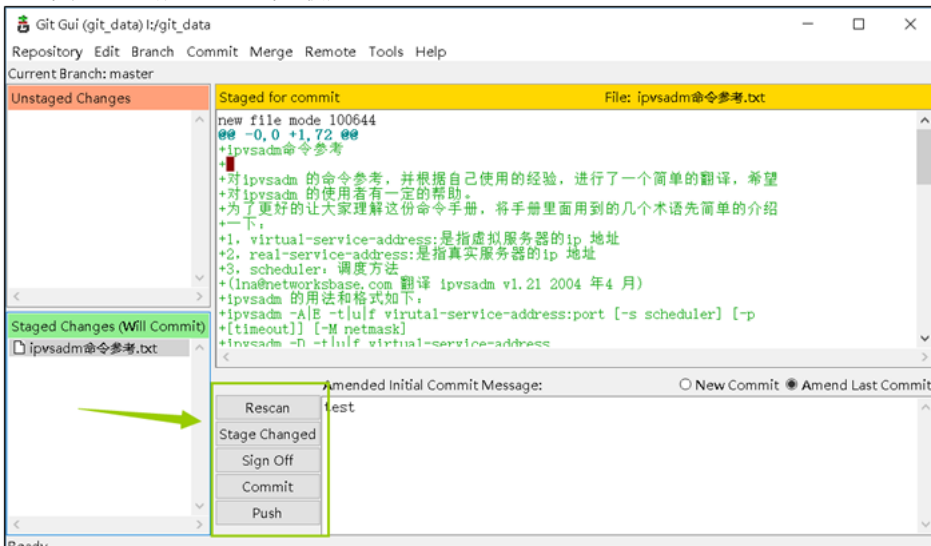 Git Gui (git_data) I:/git_data
Repository Edit Branch Commit Merge Remote Tools Help
Current Branch: master
Unstaged Changes
Staged for commit File: ipvsadm命令参考.txt
new file mode 100644
@@ -0,0 +1,72 @@
+ipvsadm命令参考
+
+对ipvsadm 的命令参考，并根据自己使用的经验，进行了一个简单的翻译，希望
+对ipvsadm 的使用者有一定的帮助。
+为了更好的让大家理解这份命令手册，将手册里面用到的几个术语先简单的介绍
+一下：
+1，virtual-service-address:是指虚拟服务器的ip 地址
+2，real-service-address:是指真实服务器的ip 地址
+3，scheduler：调度方法
+(lna@networksbase.com 翻译 ipvsadm v1.21 2004 年4 月)
+ipvsadm 的用法和格式如下：
+ipvsadm -A|E -t|u|f virutal-service-address:port [-s scheduler] [-p
+[timeout]] [-M netmask]
+ipvsadm -D -t|u|f virtual-service-address
Staged Changes (Will Commit)
ipvsadm命令参考.txt
Amended Initial Commit Message: New Commit Amend Last Commit
test
Rescan
Stage Changed
Sign Off
Commit
Push
Ready